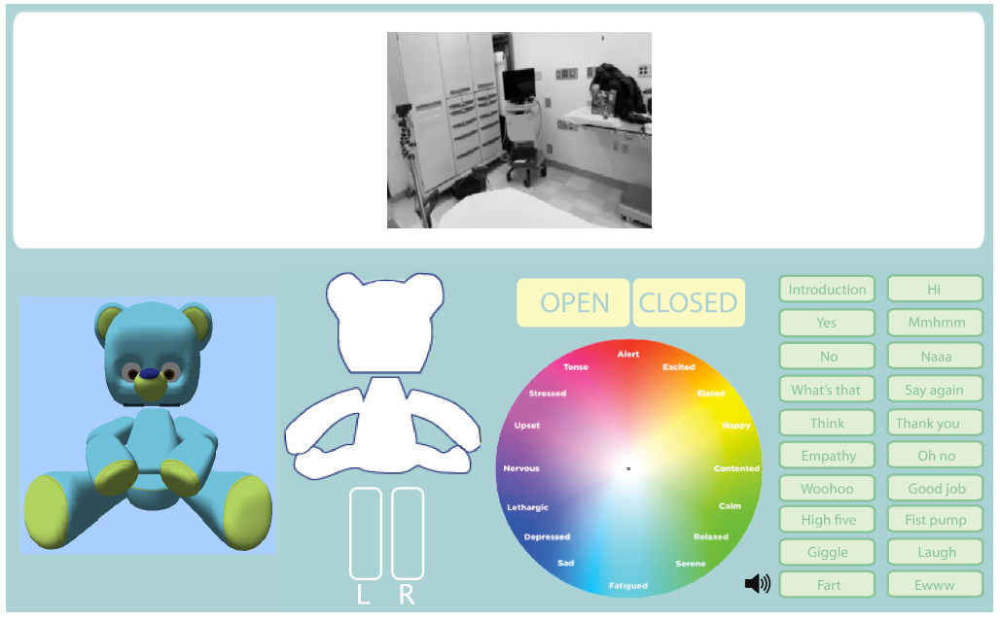 OPEN
CLOSED
Alert
Tense
Excited
Stressed
Elated
Upset
Happy
Nervous
Contented
Lethargic
Calm
Depressed
Relaxed
Sad
Serene
Fatigued
L
R
Introduction
Hi
Yes
Mmhmm
No
Naaa
What's that
Say again
Think
Thank you
Empathy
Oh no
Woohoo
Good job
High five
Fist pump
Giggle
Laugh
Fart
Ewww